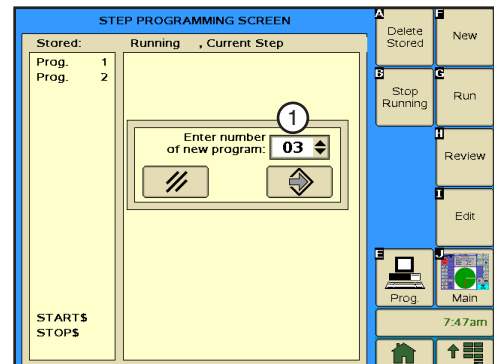 STEP PROGRAMMING SCREEN
Stored:
Running , Current Step
Prog. 1
Prog. 2
1
Enter number
of new program:
03
START$
STOP$
A
Delete
Stored
F
New
B
Stop
Running
G
Run
H
Review
I
Edit
E
Prog.
J
Main
7:47am